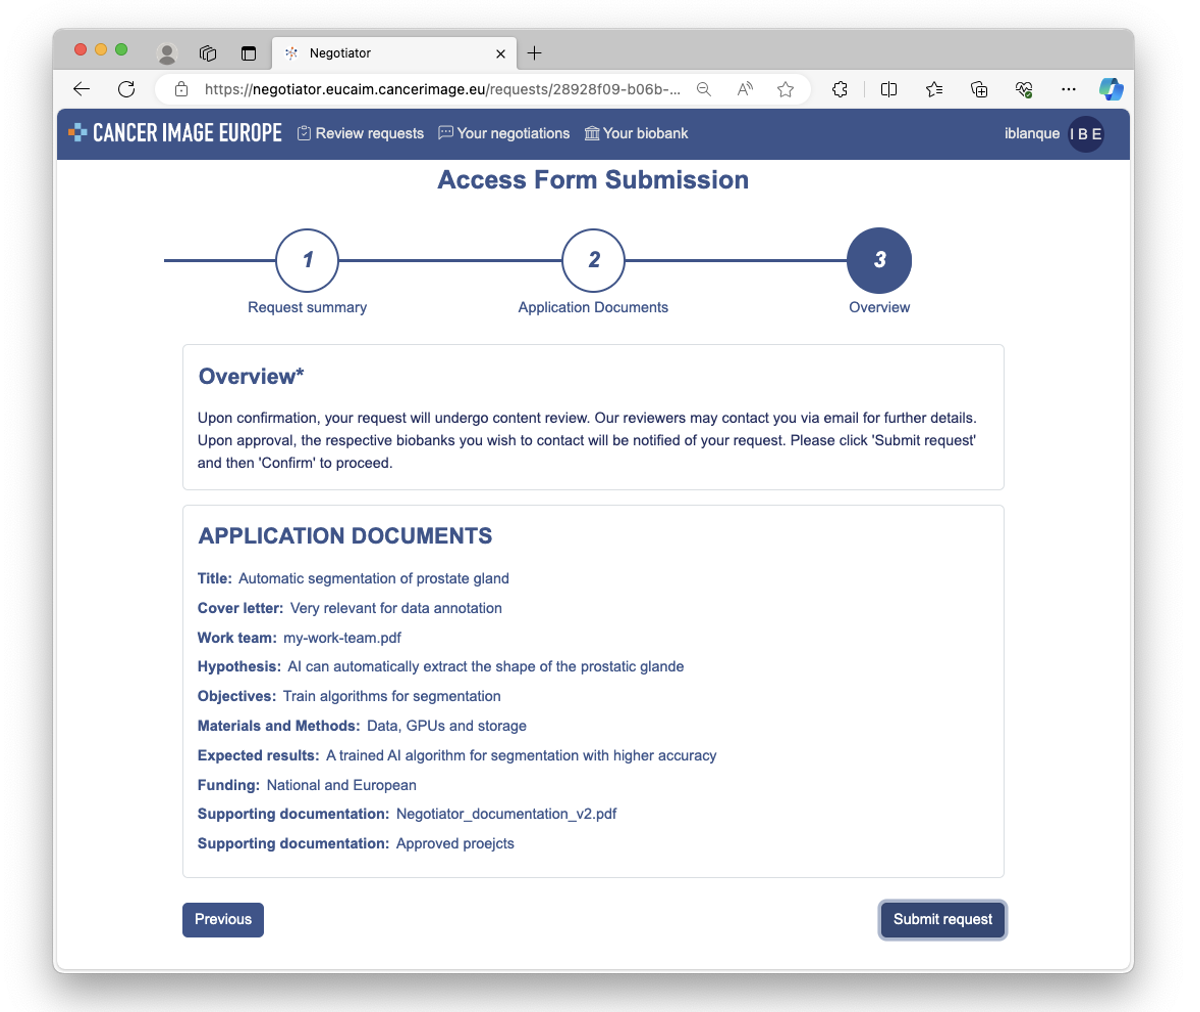 Negotiator
https://negotiator.eucaim.cancerimage.eu/requests/28928f09-b06b-...
CANCER IMAGE EUROPE Review requests Your negotiations Your biobank iblanque I B E
Access Form Submission
1 2 3
Request summary Application Documents Overview
Overview*
Upon confirmation, your request will undergo content review. Our reviewers may contact you via email for further details.
Upon approval, the respective biobanks you wish to contact will be notified of your request. Please click 'Submit request'
and then 'Confirm' to proceed.
APPLICATION DOCUMENTS
Title: Automatic segmentation of prostate gland
Cover letter: Very relevant for data annotation
Work team: my-work-team.pdf
Hypothesis: AI can automatically extract the shape of the prostatic glande
Objectives: Train algorithms for segmentation
Materials and Methods: Data, GPUs and storage
Expected results: A trained AI algorithm for segmentation with higher accuracy
Funding: National and European
Supporting documentation: Negotiator_documentation_v2.pdf
Supporting documentation: Approved proejcts
Previous Submit request